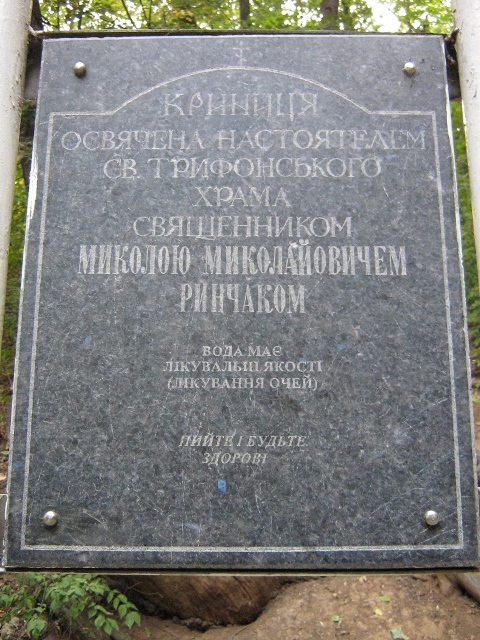 КРИНИЦЯ
ОСВЯЧЕНА НАСТОЯТЕЛЕМ
СВ. ТРИФОНСЬКОГО
ХРАМА
СВЯЩЕННИКОМ
МИКОЛОЮ МИКОЛАЙОВИЧЕМ
РИНЧАКОМ
ВОДА МАЄ
ЛІКУВАЛЬНІ ЯКОСТІ
(ЛІКУВАННЯ ОЧЕЙ)
ПИЙТЕ І БУДЬТЕ
ЗДОРОВІ